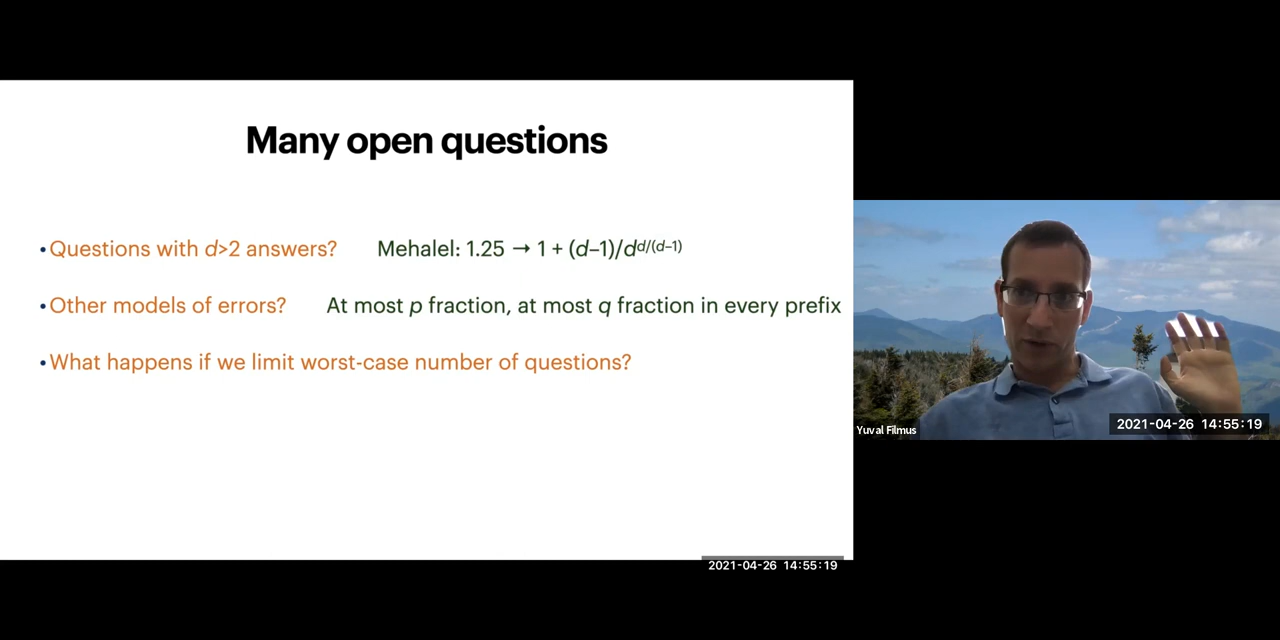 Many open questions
• Questions with d>2 answers? Mehalel: 1.25 → 1 + (d–1)/d^d/(d–1)
• Other models of errors? At most p fraction, at most q fraction in every prefix
• What happens if we limit worst-case number of questions?
Yuval Filmus
2021-04-26 14:55:19
2021-04-26 14:55:19